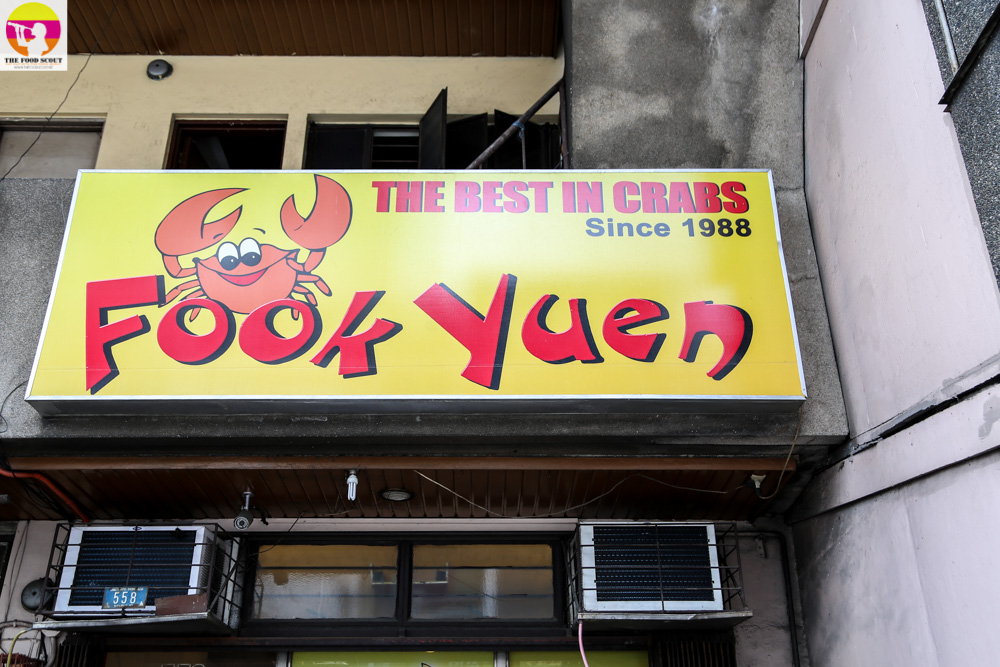 THE FOOD SCOUT
THE BEST IN CRABS
Since 1988
Fook Yuen
558